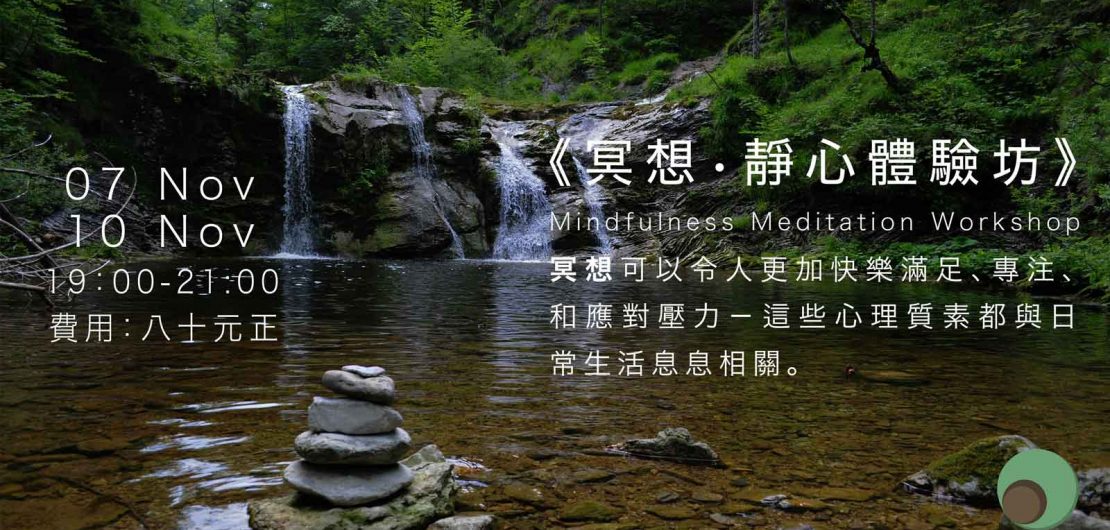 07 Nov
10 Nov
19:00-21:00
費用：八十元正
《冥想·靜心體驗坊》
Mindfulness Meditation Workshop
冥想可以令人更加快樂滿足、專注、
和應對壓力－這些心理質素都與日
常生活息息相關。